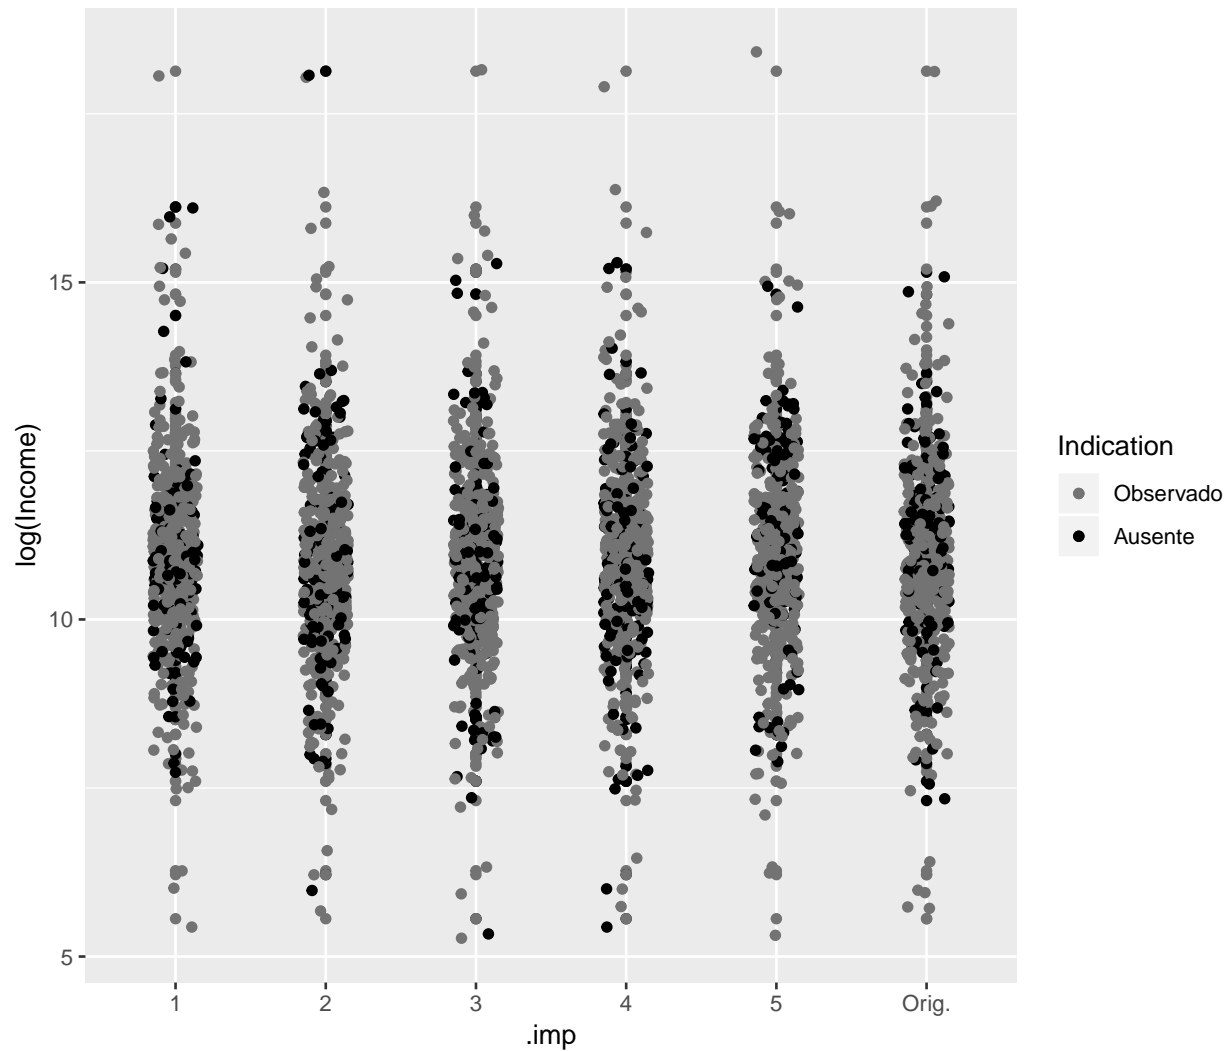 log(Income)
15
10
5
1
2
3
4
5
Orig.
.imp
Indication
Observado
Ausente